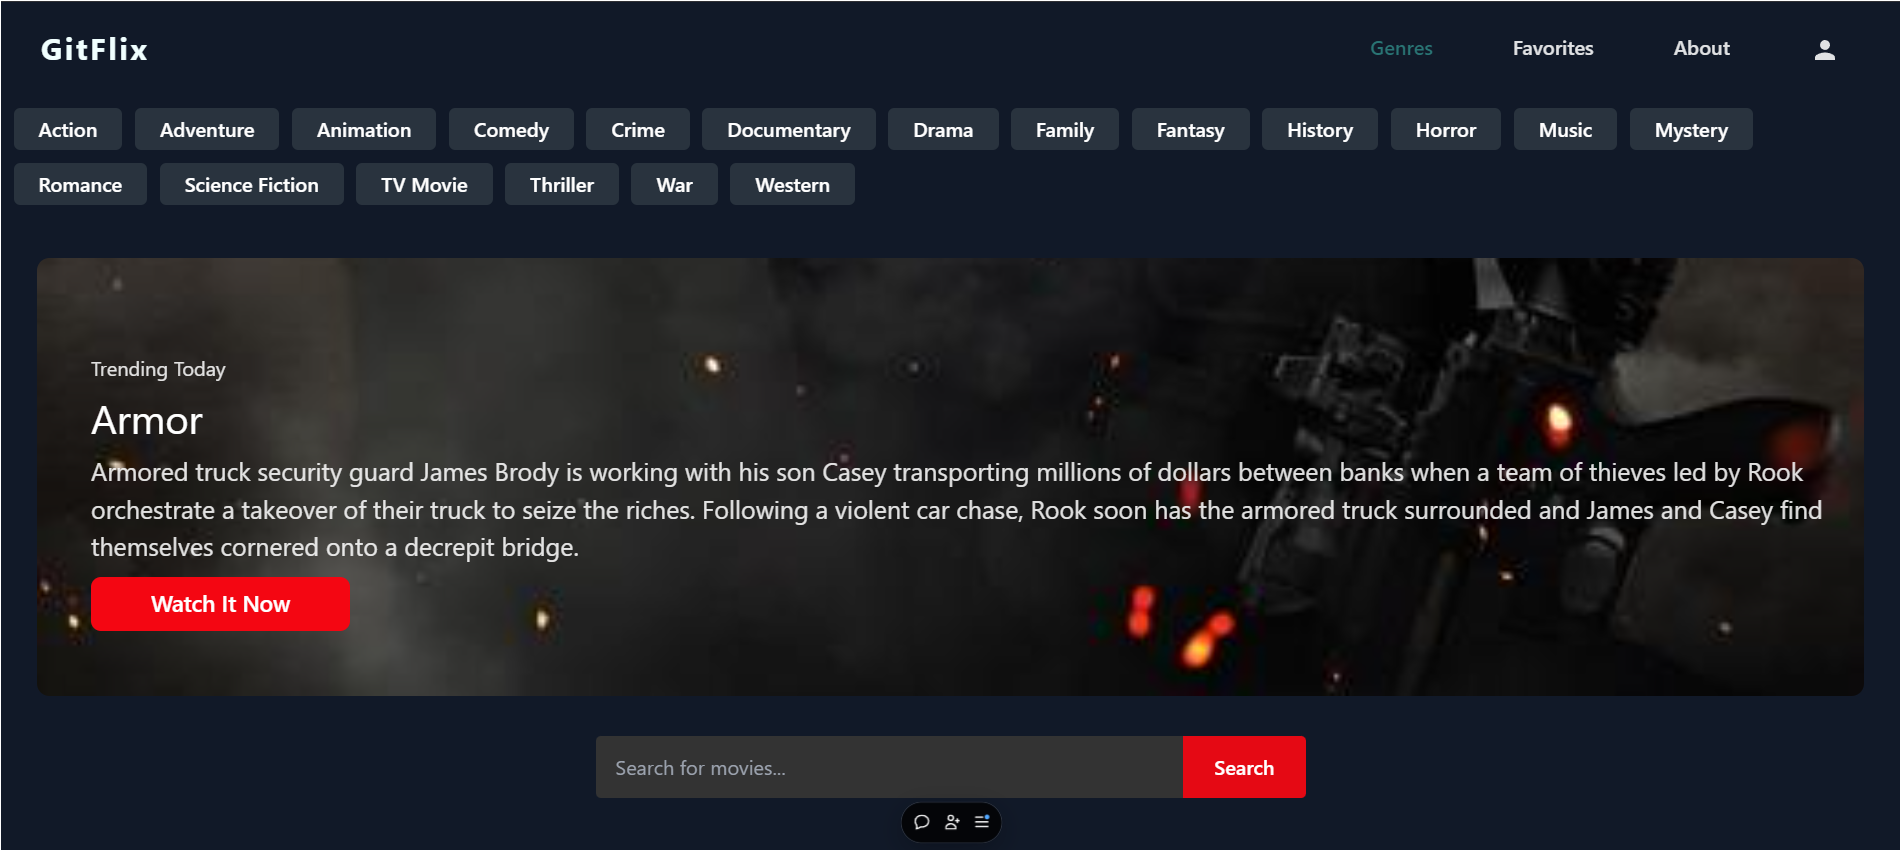 GitFlix
Genres Favorites About
Action Adventure Animation Comedy Crime Documentary Drama Family Fantasy History Horror Music Mystery
Romance Science Fiction TV Movie Thriller War Western
Trending Today
Armor
Armored truck security guard James Brody is working with his son Casey transporting millions of dollars between banks when a team of thieves led by Rook
orchestrate a takeover of their truck to seize the riches. Following a violent car chase, Rook soon has the armored truck surrounded and James and Casey find
themselves cornered onto a decrepit bridge.
Watch It Now
Search for movies... Search